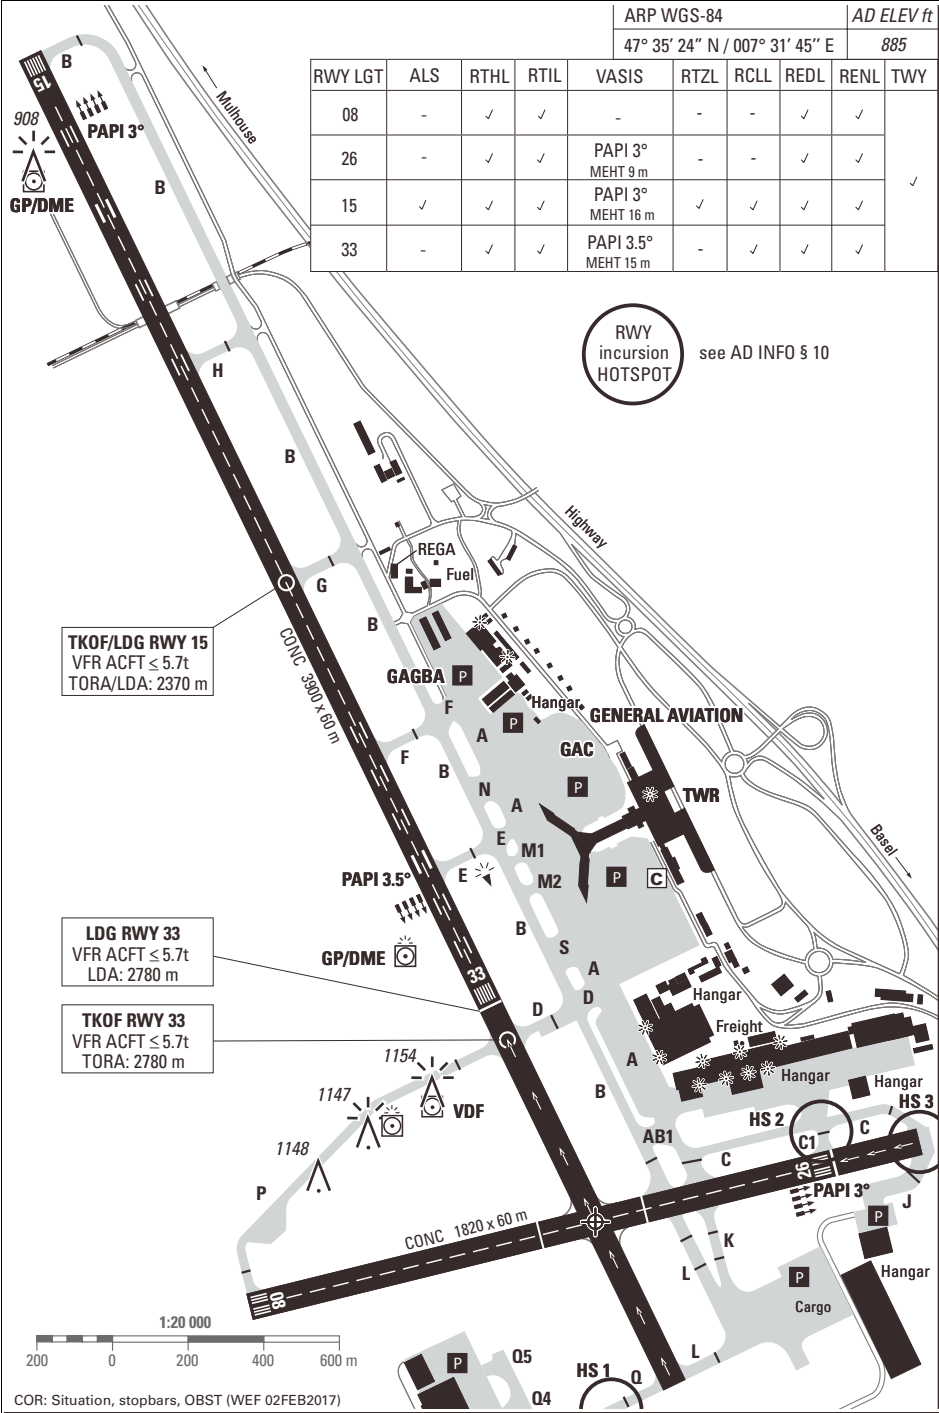 ARP WGS-84 AD ELEV ft
47° 35’ 24” N / 007° 31’ 45” E 885
RWY LGT ALS RTHL RTIL VASIS RTZL RCLL REDL RENL TWY
08 - ✓ ✓ - - - ✓ ✓ ✓
26 - ✓ ✓ PAPI 3° MEHT 9 m - - ✓ ✓
15 ✓ ✓ ✓ PAPI 3° MEHT 16 m ✓ ✓ ✓ ✓
33 - ✓ ✓ PAPI 3.5° MEHT 15 m - ✓ ✓ ✓
B
15
908
PAPI 3°
Mulhouse
GP/DME
B
RWY
incursion
HOTSPOT
see AD INFO § 10
H
B
Highway
REGA
Fuel
G
B
TKOF/LDG RWY 15
VFR ACFT ≤ 5.7t
TORA/LDA: 2370 m
CONC 3900 x 60 m
GAGBA
P
Hangar
F
A
P
GENERAL AVIATION
GAC
F
B
P
N
A
TWR
Basel
E
M1
E
M2
P
C
PAPI 3.5°
B
LDG RWY 33
VFR ACFT ≤ 5.7t
LDA: 2780 m
GP/DME
33
S
A
D
Hangar
D
Freight
TKOF RWY 33
VFR ACFT ≤ 5.7t
TORA: 2780 m
1154
A
Hangar
Hangar
1147
VDF
B
HS 2
HS 3
C
1148
AB1
C1
C
P
26
PAPI 3°
J
P
CONC 1820 x 60 m
K
L
Hangar
P
Cargo
08
1:20 000
200 0 200 400 600 m
P
Q5
L
HS 1
Q
Q4
COR: Situation, stopbars, OBST (WEF 02FEB2017)